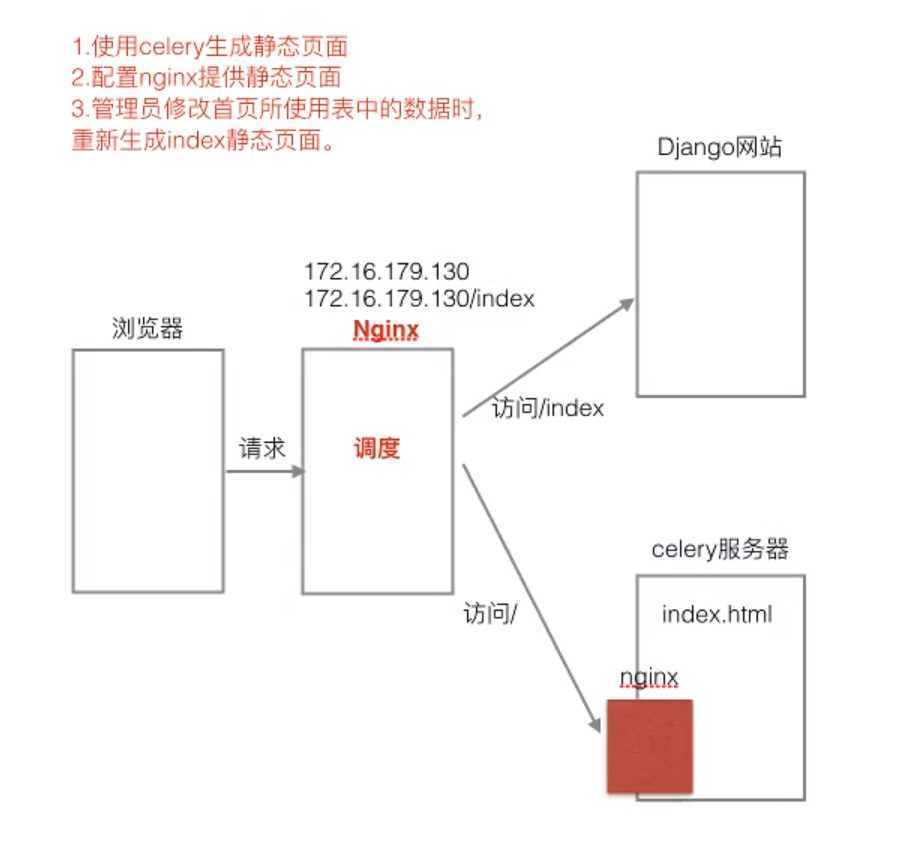 1.使用celery生成静态页面
2.配置nginx提供静态页面
3.管理员修改首页所使用表中的数据时，
重新生成index静态页面。
Django网站
172.16.179.130
172.16.179.130/index
Nginx
浏览器
访问/index
请求
调度
celery服务器
index.html
访问/
nginx